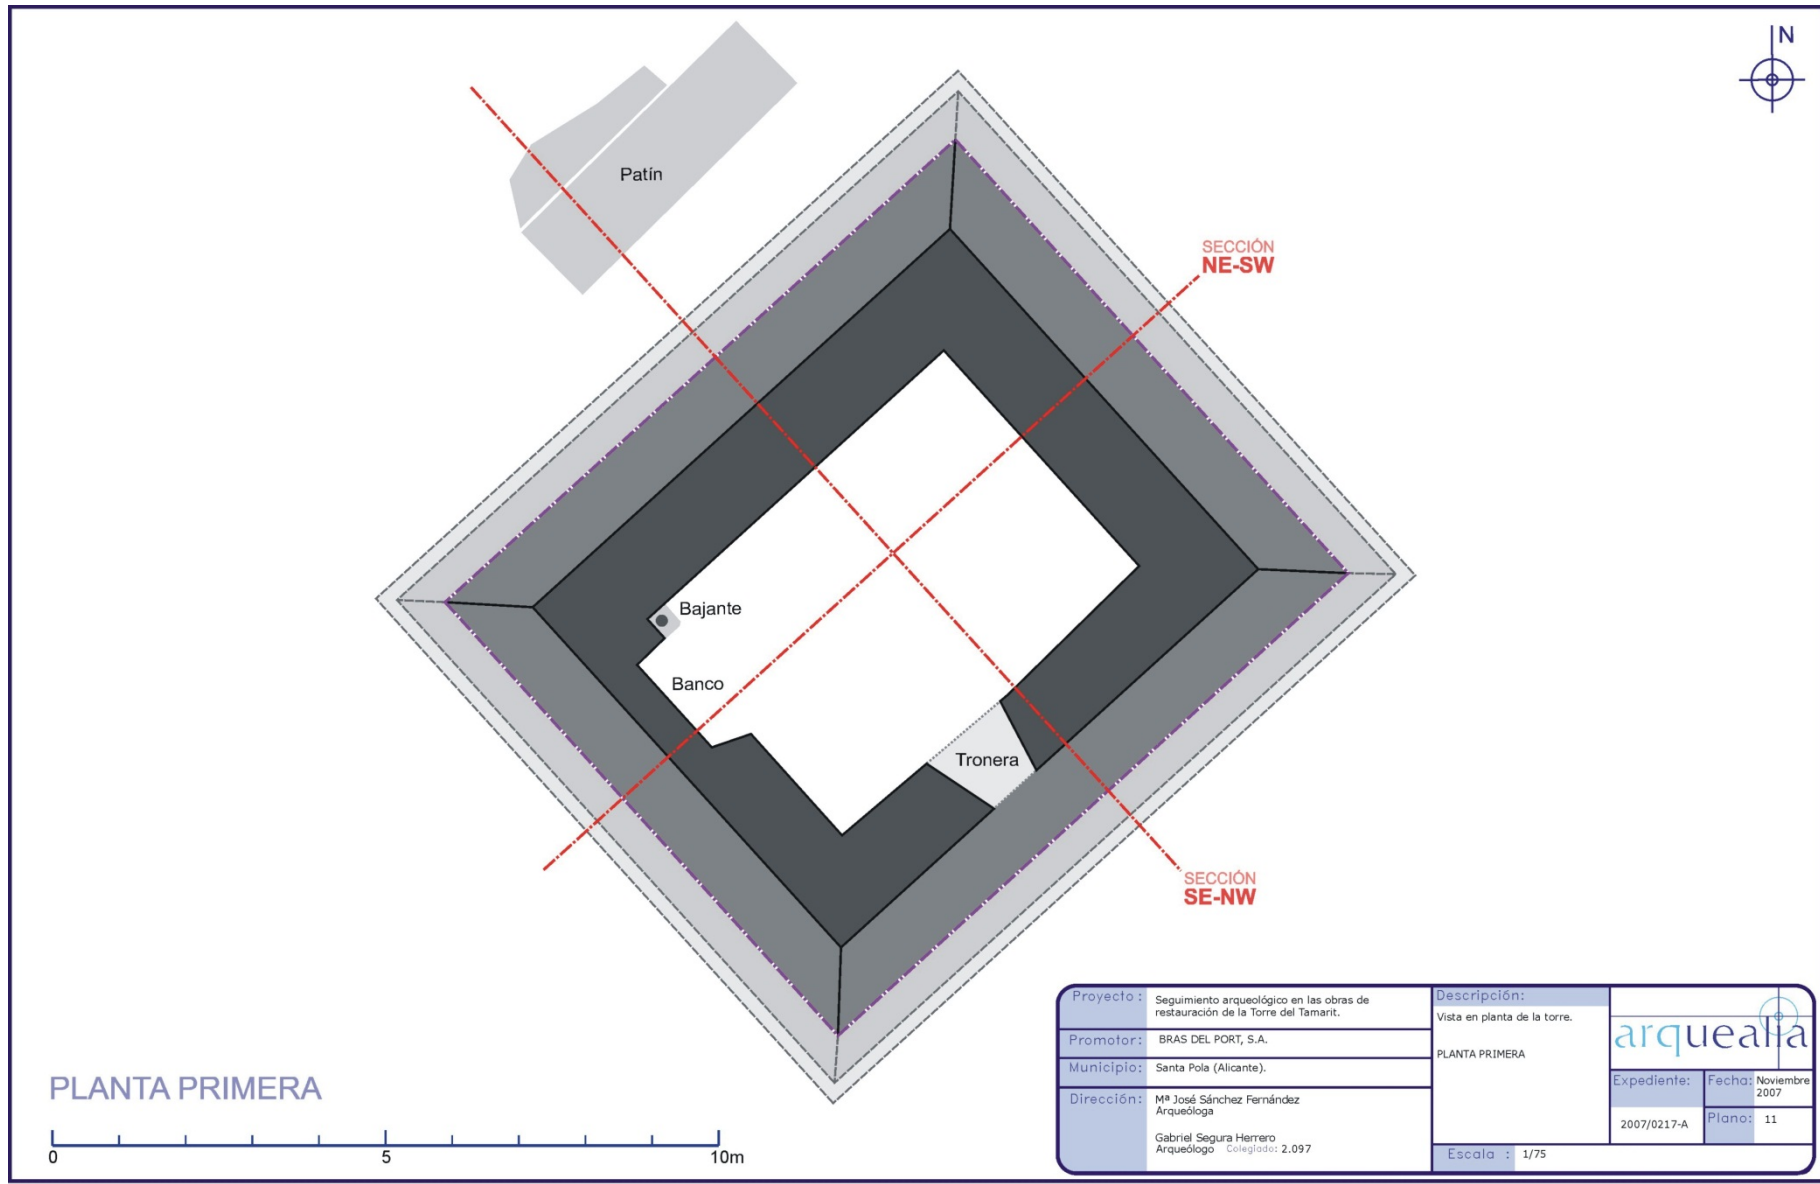 N
Patín
SECCIÓN
NE-SW
Bajante
Banco
Tronera
SECCIÓN
SE-NW
PLANTA PRIMERA
0 5 10m
Proyecto: Seguimiento arqueológico en las obras de
restauración de la Torre del Tamarit.
Promotor: BRAS DEL PORT, S.A.
Municipio: Santa Pola (Alicante).
Dirección: Mª José Sánchez Fernández
Arqueóloga
Gabriel Segura Herrero
Arqueólogo Colegiado: 2.097
Descripción:
Vista en planta de la torre.
PLANTA PRIMERA
arquealia
Expediente: 2007/0217-A
Fecha: Noviembre
2007
Plano: 11
Escala : 1/75